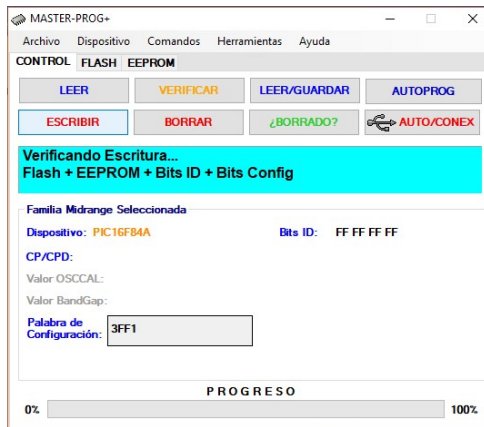 MASTER-PROG+
Archivo Dispositivo Comandos Herramientas Ayuda
CONTROL FLASH EEPROM
LEER VERIFICAR LEER/GUARDAR AUTOPROG
ESCRIBIR BORRAR ¿BORRADO? AUTO/CONEX
Verificando Escritura...
Flash + EEPROM + Bits ID + Bits Config
Familia Midrange Seleccionada
Dispositivo: PIC16F84A Bits ID: FF FF FF FF
CP/CPD:
Valor OSCCAL:
Valor BandGap:
Palabra de
Configuración: 3FF1
PROGRESO
0% 100%